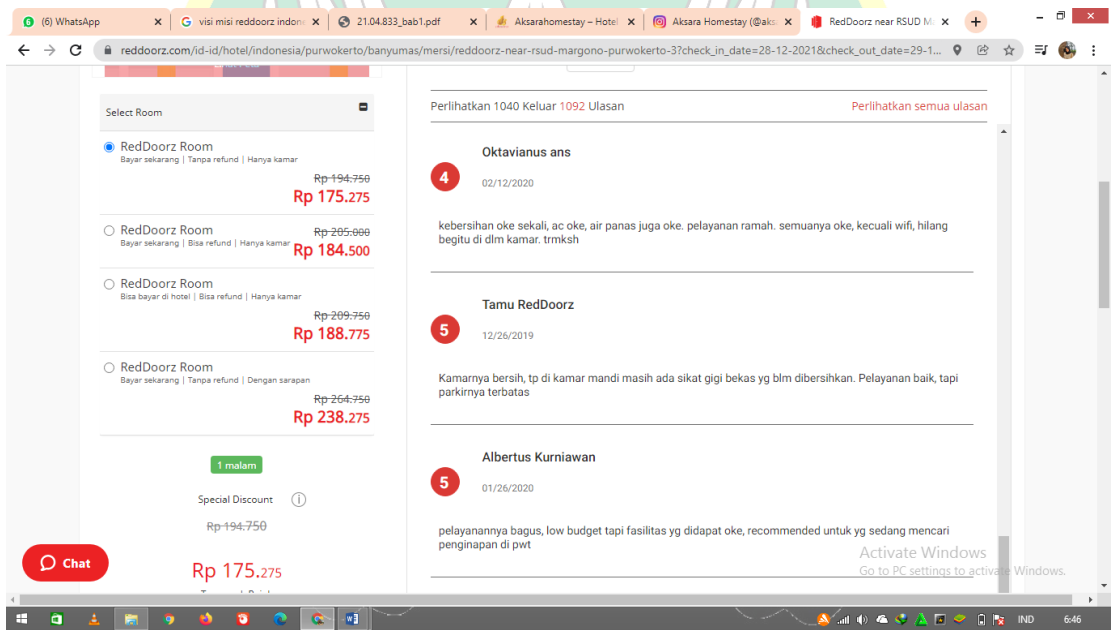 (6) WhatsApp
visi misi reddoorz indone
21.04.833_bab1.pdf
Aksarahomestay – Hotel
Aksara Homestay (@aks
RedDoorz near RSUD M
reddoorz.com/id-id/hotel/indonesia/purwokerto/banyumas/mersi/reddoorz-near-rsud-margono-purwokerto-3?check_in_date=28-12-2021&check_out_date=29-1...
Select Room
RedDoorz Room
Bayar sekarang | Tanpa refund | Hanya kamar
Rp 194.750
Rp 175.275
RedDoorz Room
Bayar sekarang | Bisa refund | Hanya kamar
Rp 205.000
Rp 184.500
RedDoorz Room
Bisa bayar di hotel | Bisa refund | Hanya kamar
Rp 209.750
Rp 188.775
RedDoorz Room
Bayar sekarang | Tanpa refund | Dengan sarapan
Rp 264.750
Rp 238.275
1 malam
Special Discount
Rp 194.750
Rp 175.275
Chat
Perlihatkan 1040 Keluar 1092 Ulasan
Perlihatkan semua ulasan
Oktavianus ans
4
02/12/2020
kebersihan oke sekali, ac oke, air panas juga oke. pelayanan ramah. semuanya oke, kecuali wifi, hilang
begitu di dlm kamar. trmksh
Tamu RedDoorz
5
12/26/2019
Kamarnya bersih, tp di kamar mandi masih ada sikat gigi bekas yg blm dibersihkan. Pelayanan baik, tapi
parkirnya terbatas
Albertus Kurniawan
5
01/26/2020
pelayanannya bagus, low budget tapi fasilitas yg didapat oke, recommended untuk yg sedang mencari
penginapan di pwt
Activate Windows
Go to PC settings to activate Windows.
IND
6:46